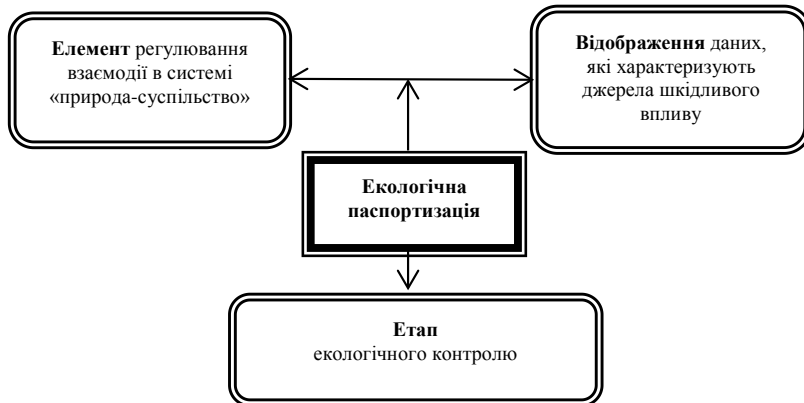 Елемент регулювання
взаємодії в системі
«природа-суспільство»
Відображення даних,
які характеризують
джерела шкідливого
впливу
Екологічна
паспортизація
Етап
екологічного контролю